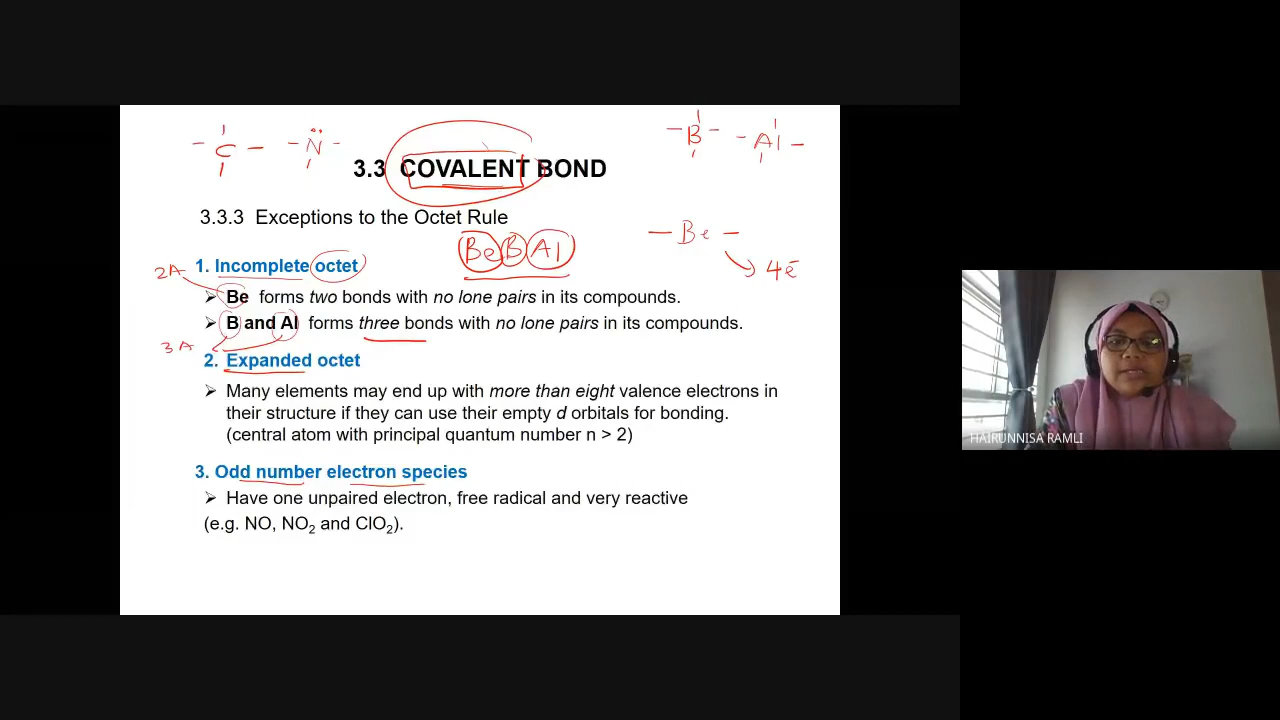 C N̈ B Al
3.3 COVALENT BOND
3.3.3 Exceptions to the Octet Rule
Be B Al
Be
4e⁻
1. Incomplete octet
2A
➢ Be forms two bonds with no lone pairs in its compounds.
➢ B and Al forms three bonds with no lone pairs in its compounds.
3A
2. Expanded octet
➢ Many elements may end up with more than eight valence electrons in
their structure if they can use their empty d orbitals for bonding.
(central atom with principal quantum number n > 2)
3. Odd number electron species
➢ Have one unpaired electron, free radical and very reactive
(e.g. NO, NO₂ and ClO₂).
HAIRUNNISA RAMLI